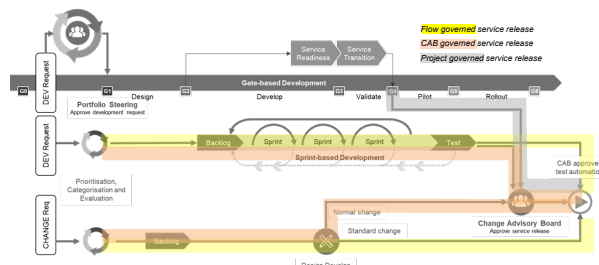 Flow governed service release
CAB governed service release
Project governed service release
Service
Readiness
Service
Transition
DEV Request
Gate-based Development
G0
G1
G2
G3
G4
G5
G6
Design
Develop
Validate
Pilot
Rollout
Portfolio Steering
Approve development request
DEV Request
Backlog
Sprint
Sprint
Sprint
Test
Sprint-based Development
Prioritisation,
Categorisation and
Evaluation
CAB approve
test automatio
CHANGE Req
Normal change
Change Advisory Board
Approve service release
Standard change
Backlog
Design Develop